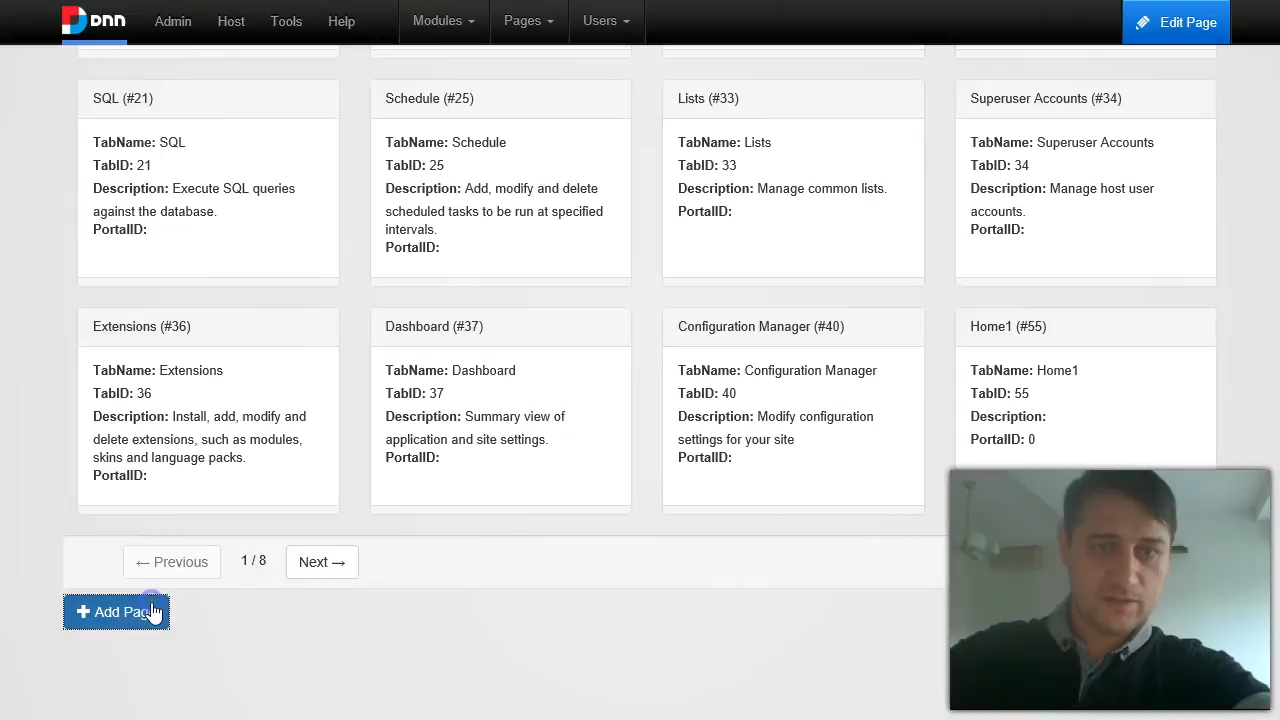 DNN Admin Host Tools Help Modules Pages Users Edit Page
SQL (#21)
TabName: SQL
TabID: 21
Description: Execute SQL queries
against the database.
PortalID:
Schedule (#25)
TabName: Schedule
TabID: 25
Description: Add, modify and delete
scheduled tasks to be run at specified
intervals.
PortalID:
Lists (#33)
TabName: Lists
TabID: 33
Description: Manage common lists.
PortalID:
Superuser Accounts (#34)
TabName: Superuser Accounts
TabID: 34
Description: Manage host user
accounts.
PortalID:
Extensions (#36)
TabName: Extensions
TabID: 36
Description: Install, add, modify and
delete extensions, such as modules,
skins and language packs.
PortalID:
Dashboard (#37)
TabName: Dashboard
TabID: 37
Description: Summary view of
application and site settings.
PortalID:
Configuration Manager (#40)
TabName: Configuration Manager
TabID: 40
Description: Modify configuration
settings for your site
PortalID:
Home1 (#55)
TabName: Home1
TabID: 55
Description:
PortalID: 0
← Previous 1 / 8 Next →
+ Add Page